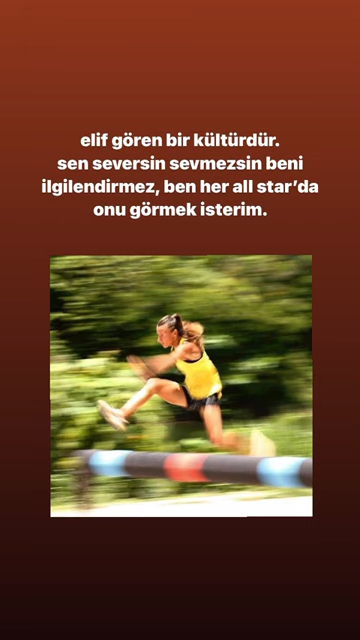 elif gören bir kültürdür.
sen seversin sevmezsin beni
ilgilendirmez, ben her all star’da
onu görmek isterim.